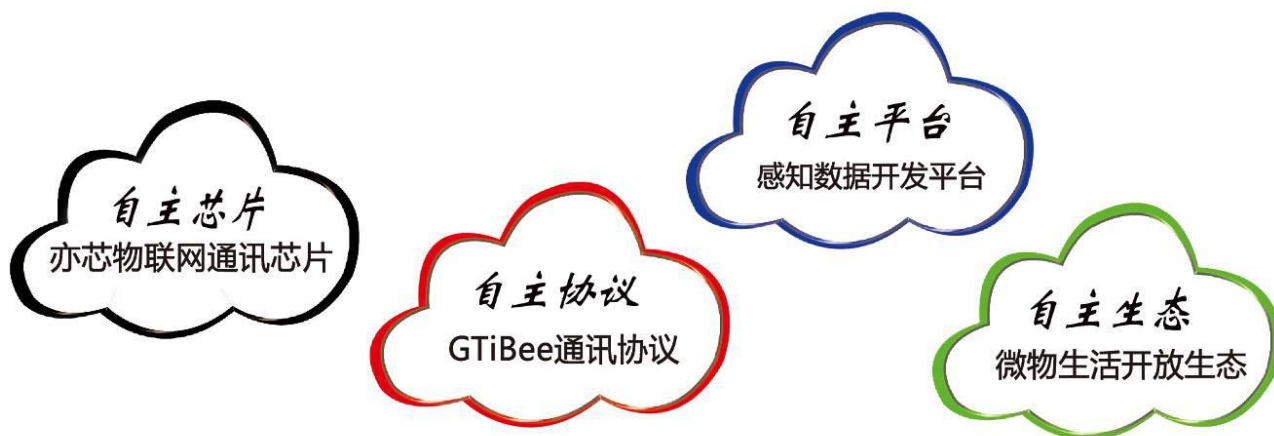 自主芯片
亦芯物联网通讯芯片
自主协议
GTiBee通讯协议
自主平台
感知数据开发平台
自主生态
微物生活开放生态